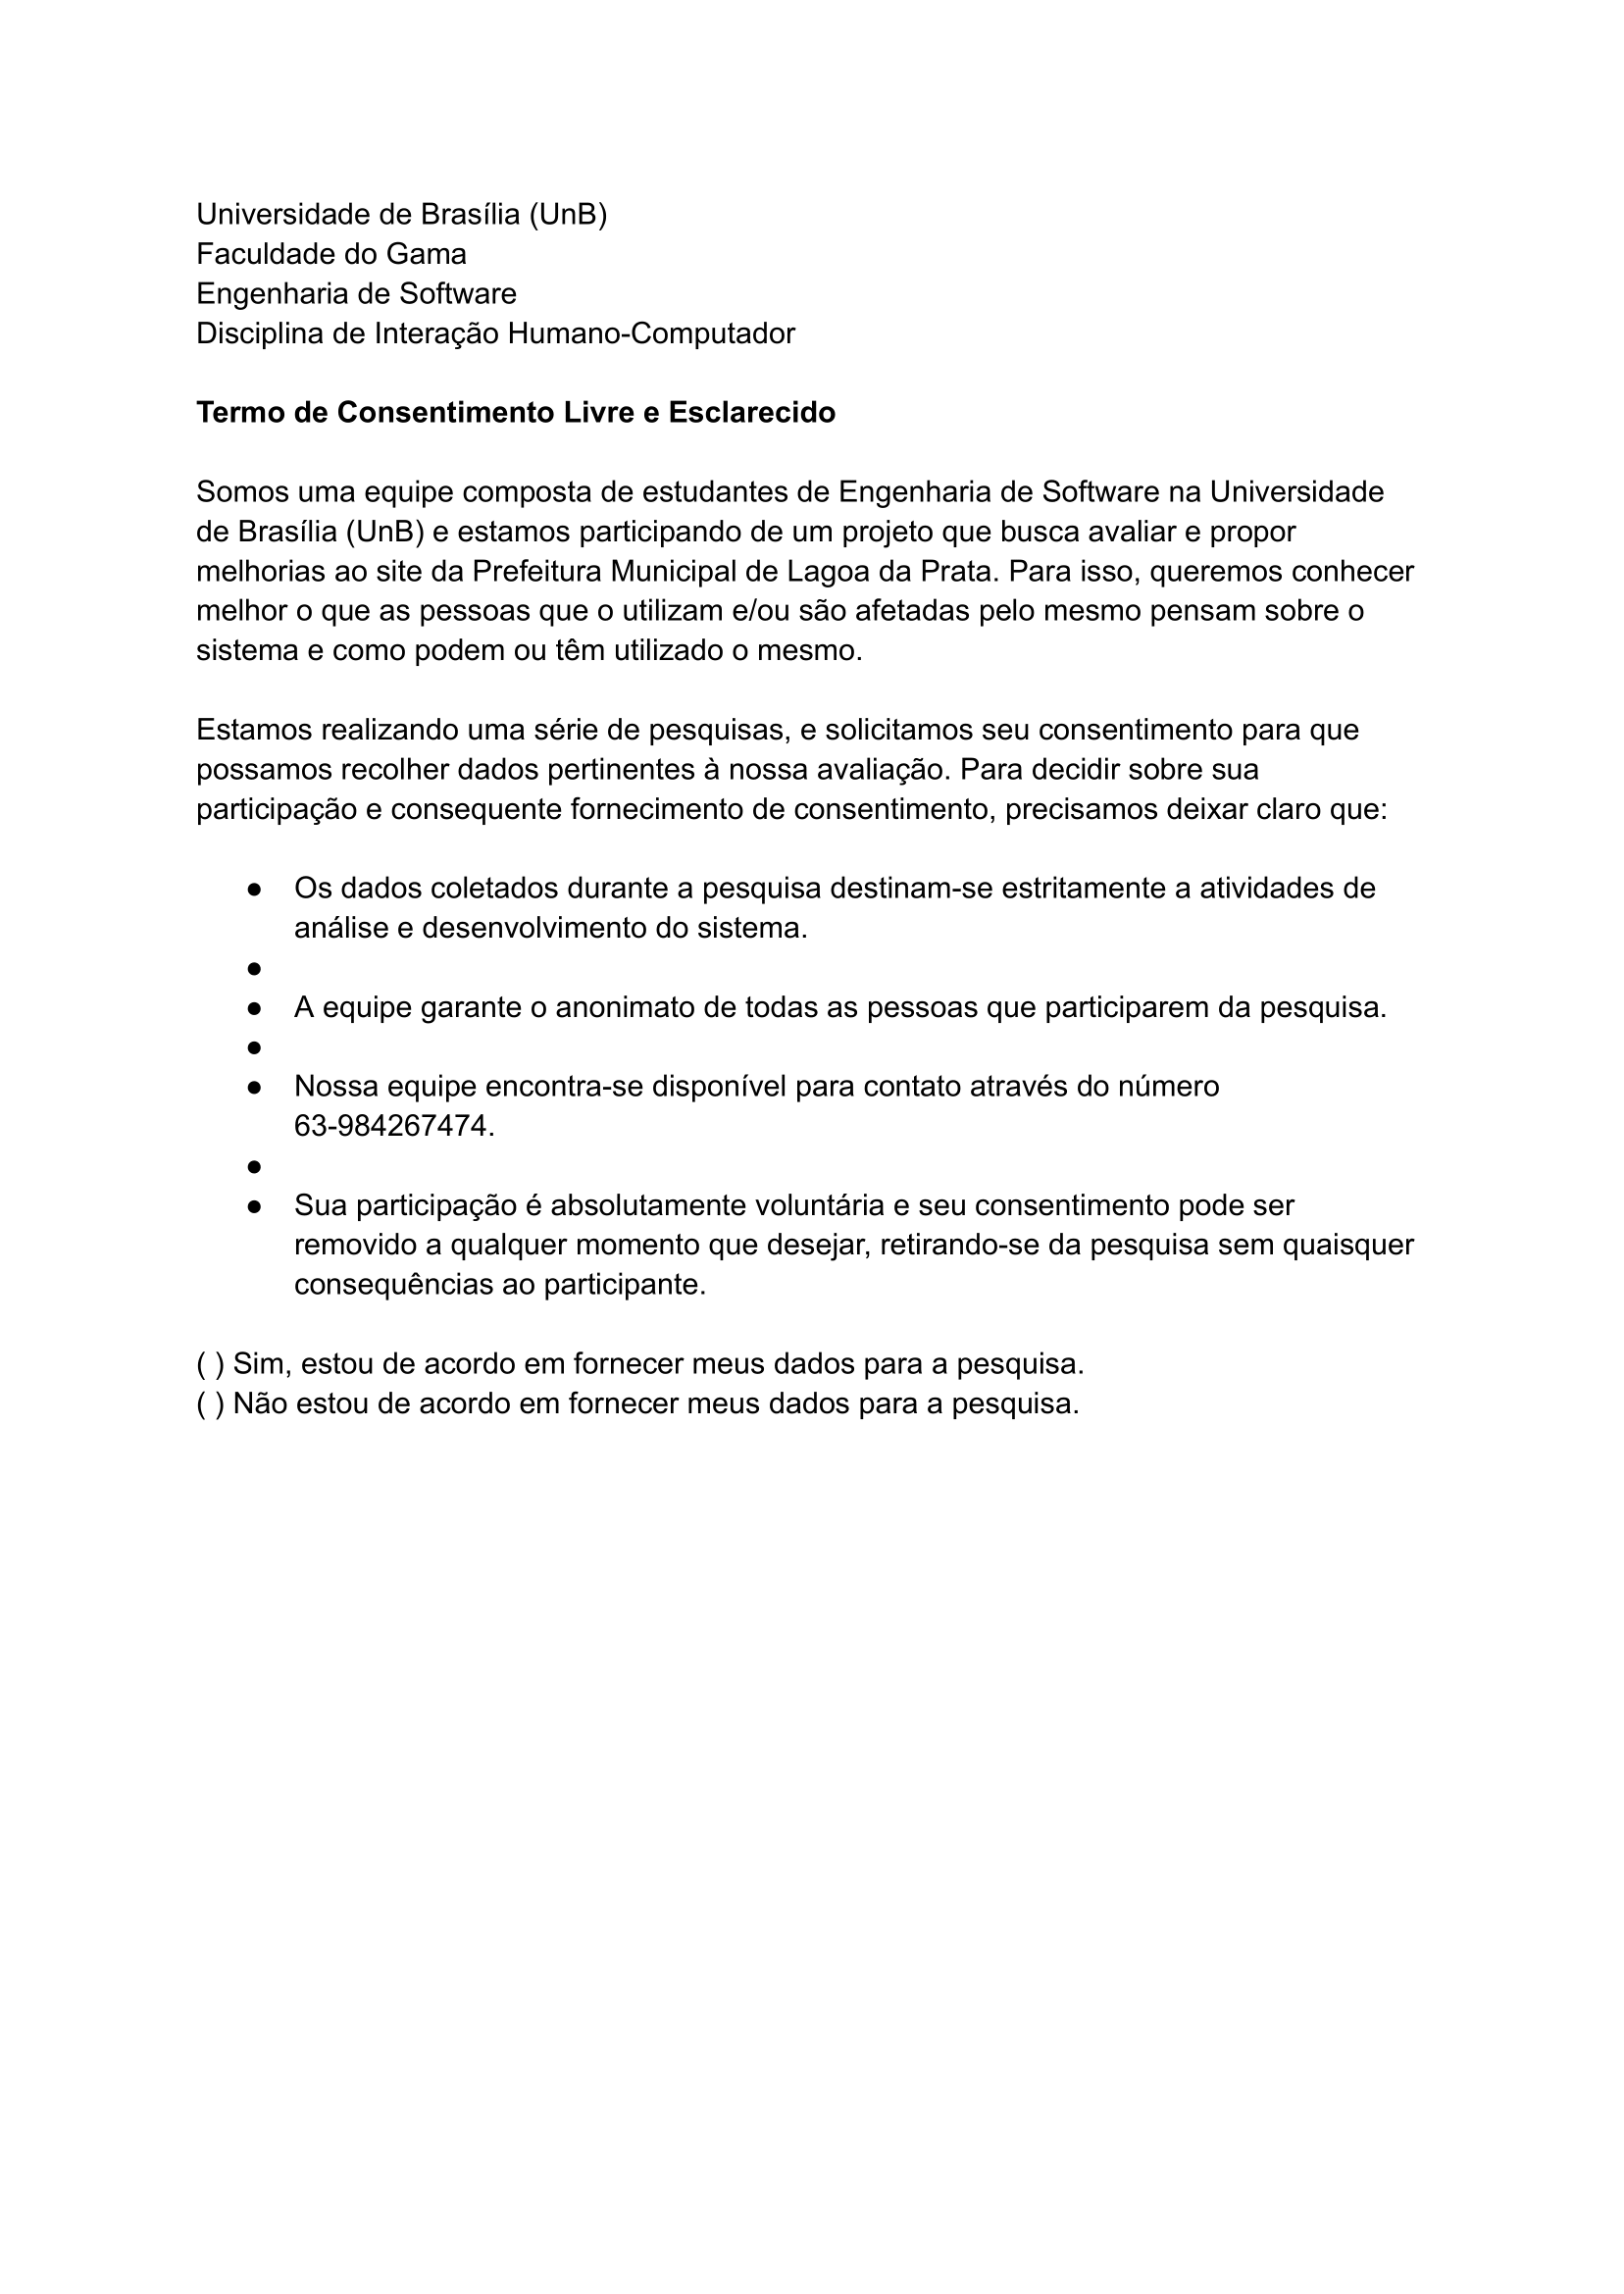 Universidade de Brasília (UnB)
Faculdade do Gama
Engenharia de Software
Disciplina de Interação Humano-Computador
Termo de Consentimento Livre e Esclarecido
Somos uma equipe composta de estudantes de Engenharia de Software na Universidade
de Brasília (UnB) e estamos participando de um projeto que busca avaliar e propor
melhorias ao site da Prefeitura Municipal de Lagoa da Prata. Para isso, queremos conhecer
melhor o que as pessoas que o utilizam e/ou são afetadas pelo mesmo pensam sobre o
sistema e como podem ou têm utilizado o mesmo.
Estamos realizando uma série de pesquisas, e solicitamos seu consentimento para que
possamos recolher dados pertinentes à nossa avaliação. Para decidir sobre sua
participação e consequente fornecimento de consentimento, precisamos deixar claro que:
● Os dados coletados durante a pesquisa destinam-se estritamente a atividades de
análise e desenvolvimento do sistema.
●
● A equipe garante o anonimato de todas as pessoas que participarem da pesquisa.
●
● Nossa equipe encontra-se disponível para contato através do número
63-984267474.
●
● Sua participação é absolutamente voluntária e seu consentimento pode ser
removido a qualquer momento que desejar, retirando-se da pesquisa sem quaisquer
consequências ao participante.
( ) Sim, estou de acordo em fornecer meus dados para a pesquisa.
( ) Não estou de acordo em fornecer meus dados para a pesquisa.